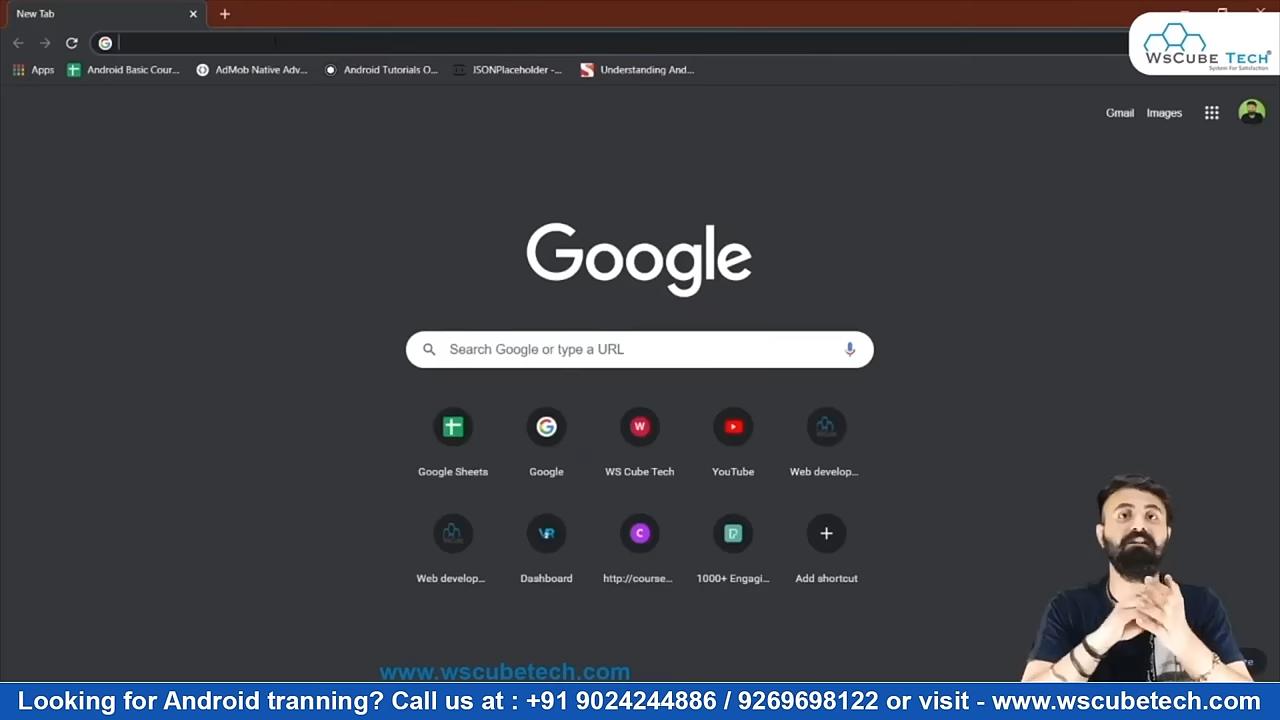 New Tab
Apps
Android Basic Cour...
AdMob Native Adv...
Android Tutorials O...
JSONPlaceholder -...
Understanding And...
WsCube Tech®
System For Satisfaction
Gmail
Images
Google
Search Google or type a URL
Google Sheets
Google
WS Cube Tech
YouTube
Web develop...
Web develop...
Dashboard
http://course...
1000+ Engagi...
Add shortcut
www.wscubetech.com
Looking for Android tranning? Call us at : +91 9024244886 / 9269698122 or visit - www.wscubetech.com